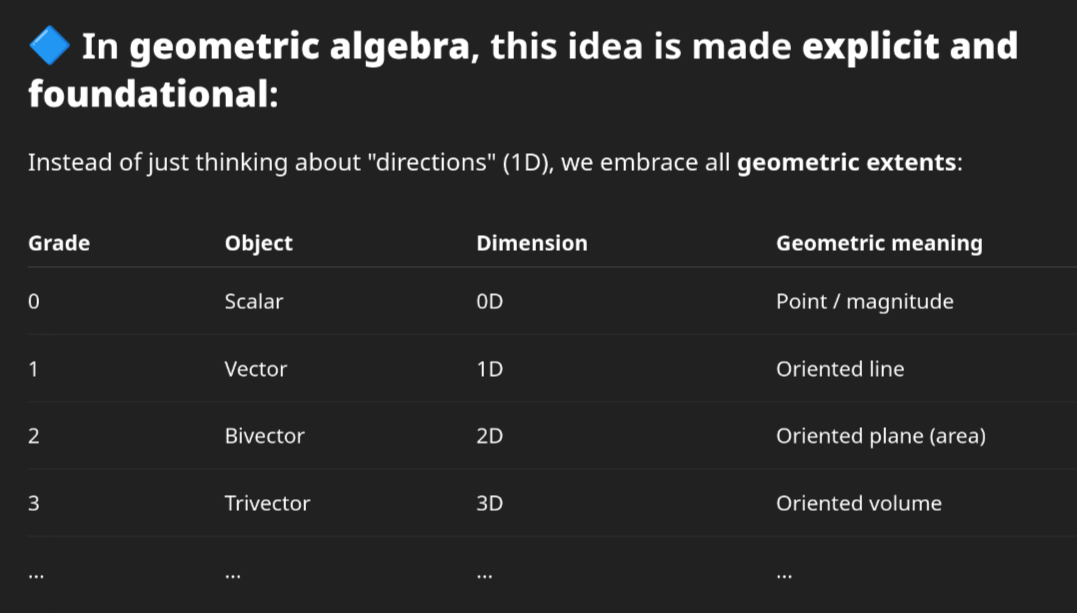 🔷 In geometric algebra, this idea is made explicit and
foundational:
Instead of just thinking about "directions" (1D), we embrace all geometric extents:
Grade Object Dimension Geometric meaning
0 Scalar 0D Point / magnitude
1 Vector 1D Oriented line
2 Bivector 2D Oriented plane (area)
3 Trivector 3D Oriented volume
... ... ... ...